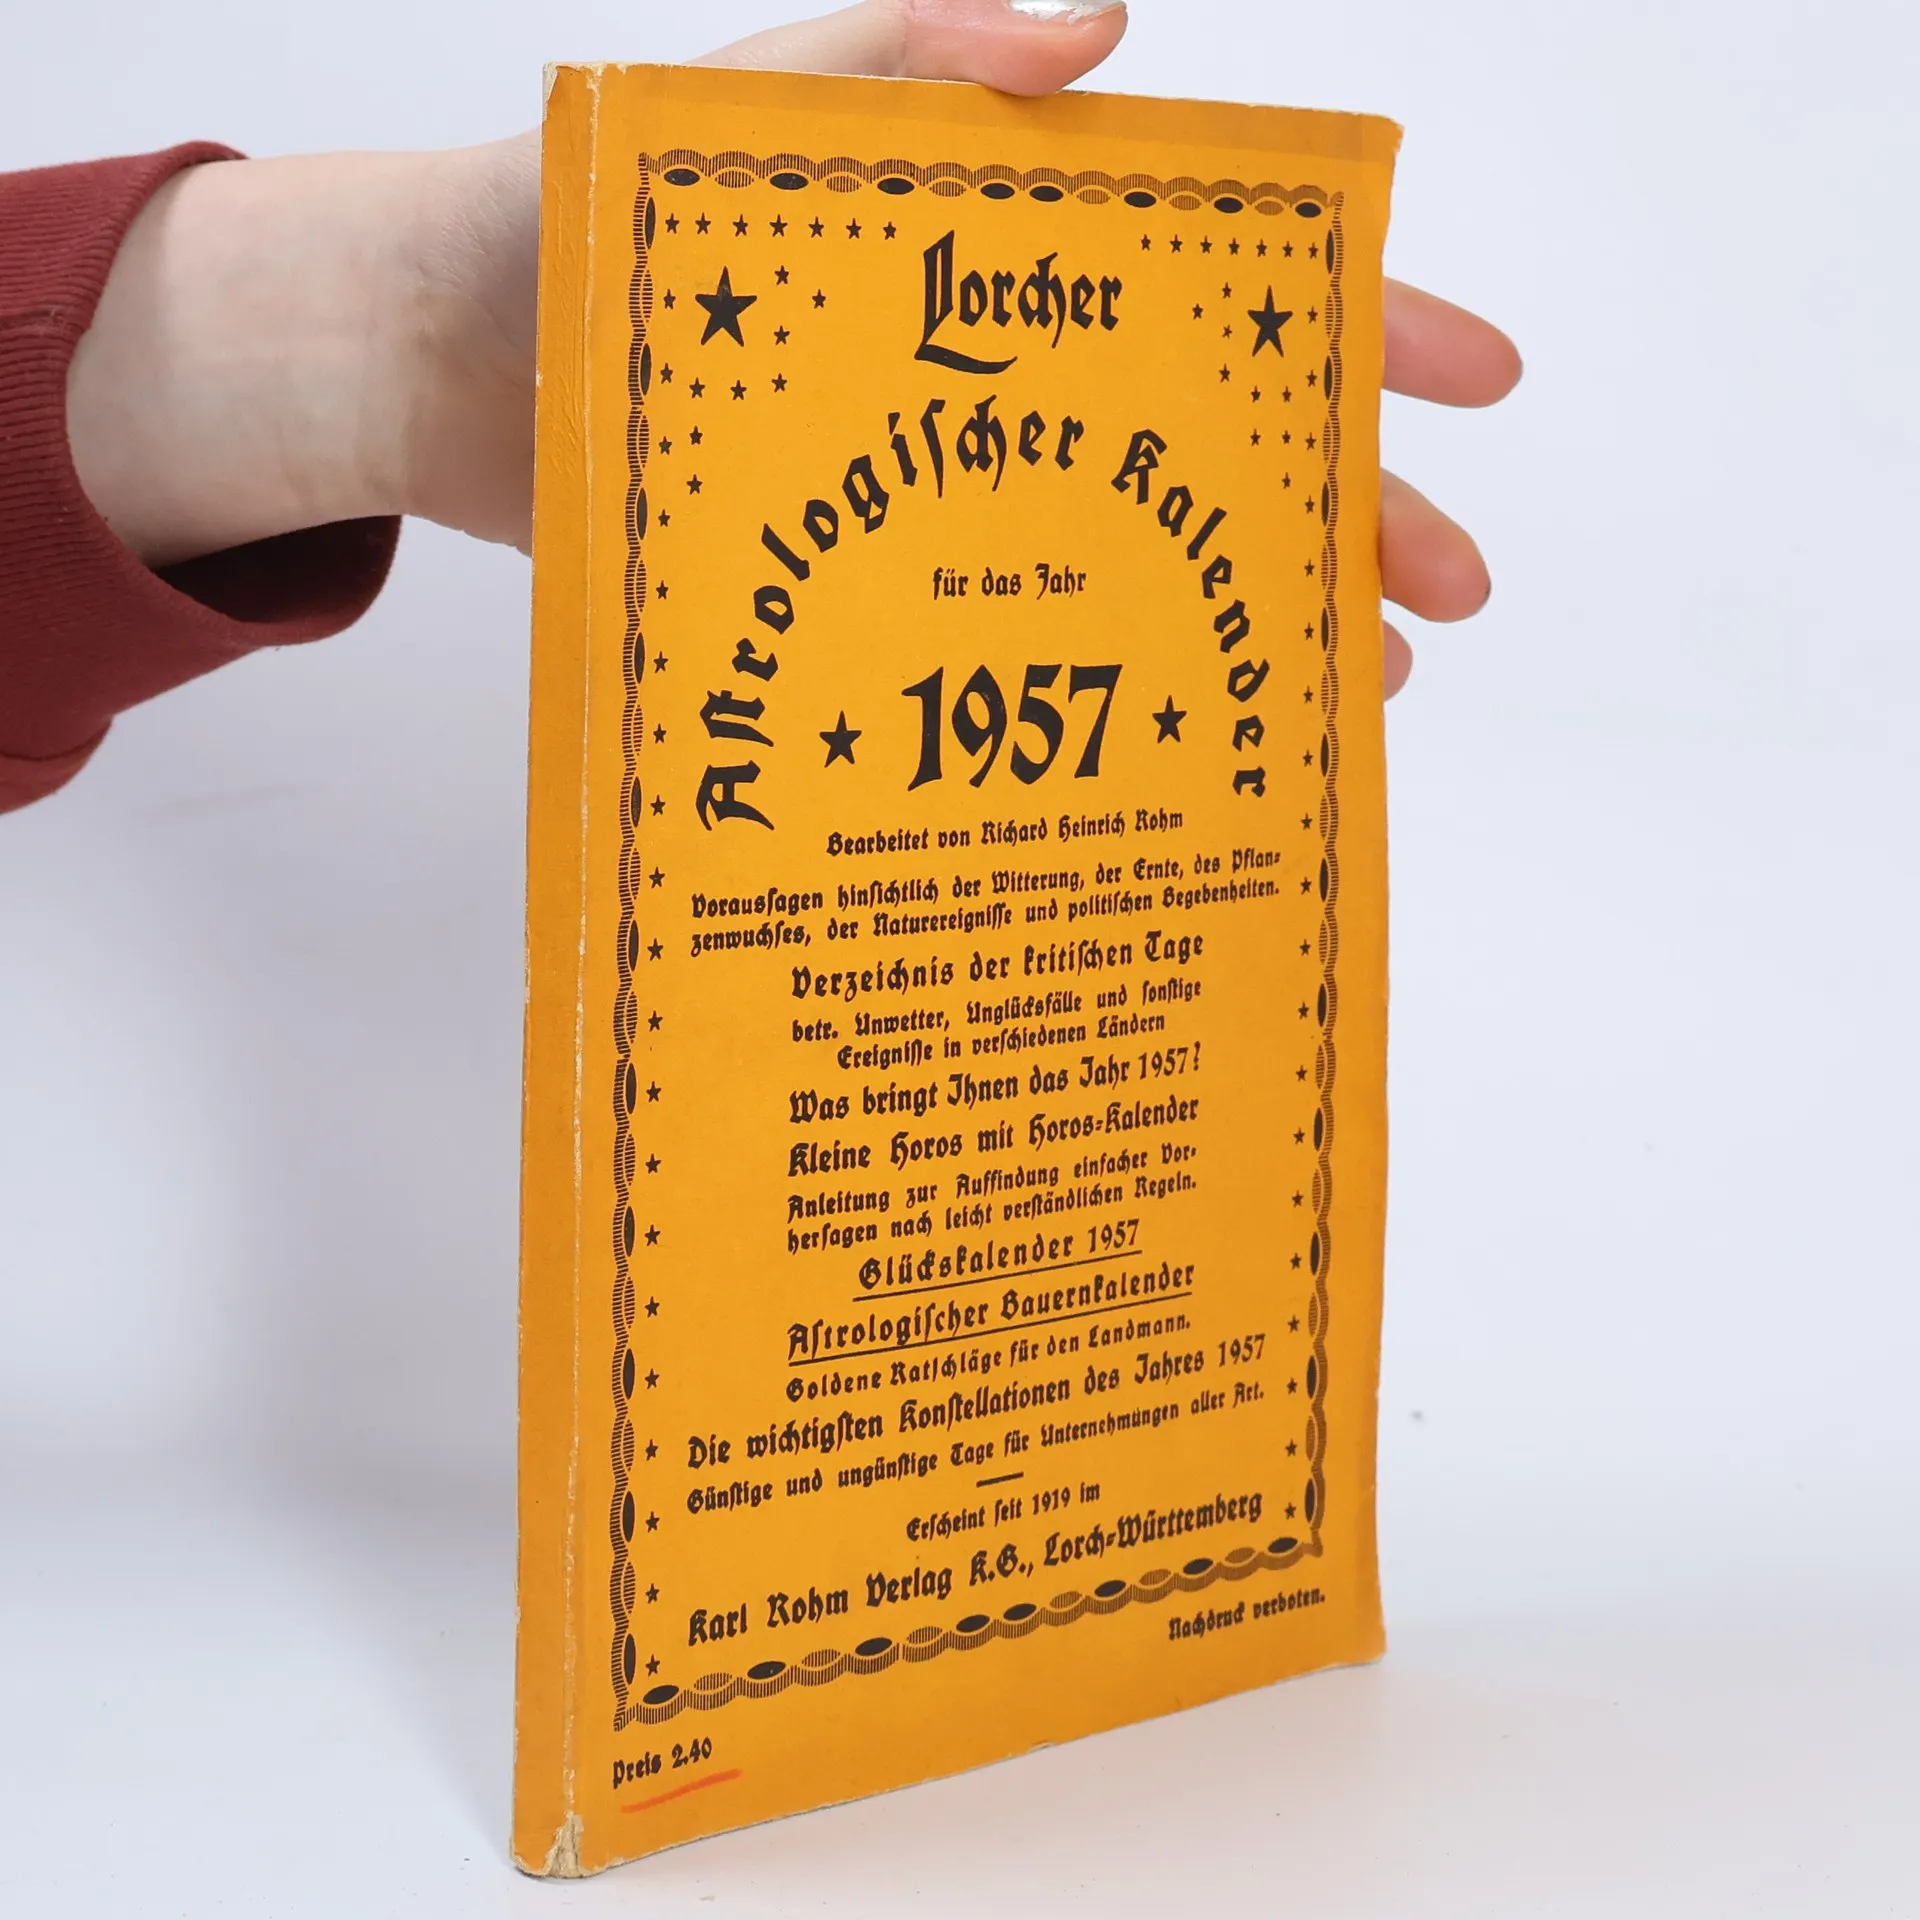 Lorcher
Astrologiſcher Kalender
für das Jahr
1957
Bearbeitet von Richard Heinrich Rohm
Vorausſagen hinſichtlich der Witterung, der Ernte, des Pflan-
zenwuchſes, der Naturereigniſſe und politiſchen Begebenheiten.
Verzeichnis der kritiſchen Tage
betr. Unwetter, Unglücksfälle und ſonſtige
Ereigniſſe in verſchiedenen Ländern
Was bringt Ihnen das Jahr 1957?
Kleine Horos mit Horos-Kalender
Anleitung zur Auffindung einfacher Vor-
herſagen nach leicht verſtändlichen Regeln.
Glückskalender 1957
Aſtrologiſcher Bauernkalender
Goldene Ratſchläge für den Landmann.
Die wichtigſten Konſtellationen des Jahres 1957
Günſtige und ungünſtige Tage für Unternehmungen aller Art.
Erſcheint ſeit 1919 im
Karl Rohm Verlag K.G., Lorch-Württemberg
Nachdruck verboten.
Preis 2.40